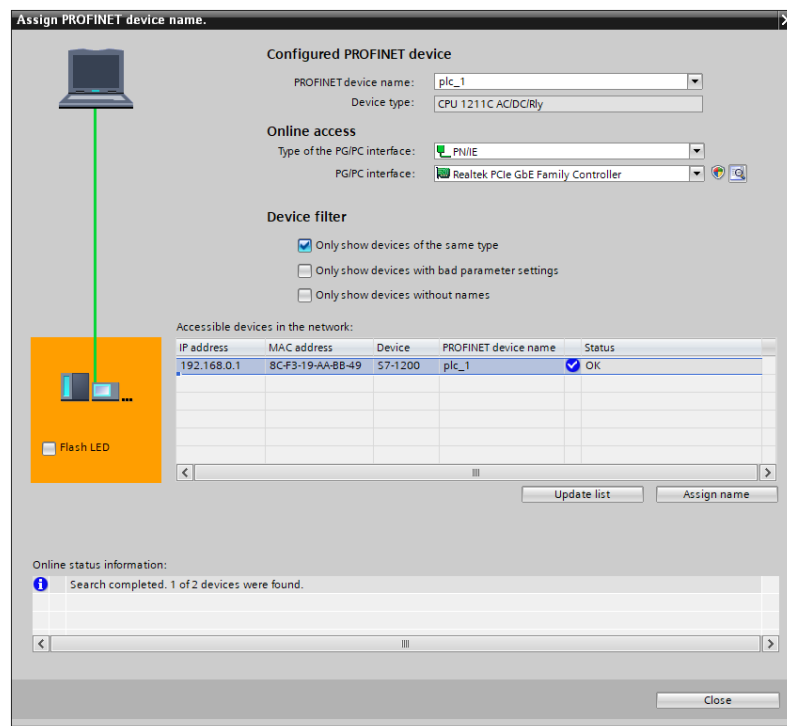 Assign PROFINET device name.
Configured PROFINET device
PROFINET device name: plc_1
Device type: CPU 1211C AC/DC/Rly
Online access
Type of the PG/PC interface: PN/IE
PG/PC interface: Realtek PCIe GbE Family Controller
Device filter
Only show devices of the same type
Only show devices with bad parameter settings
Only show devices without names
Accessible devices in the network:
IP address MAC address Device PROFINET device name Status
192.168.0.1 8C-F3-19-AA-BB-49 S7-1200 plc_1 OK
Flash LED
Update list Assign name
Online status information:
Search completed. 1 of 2 devices were found.
Close